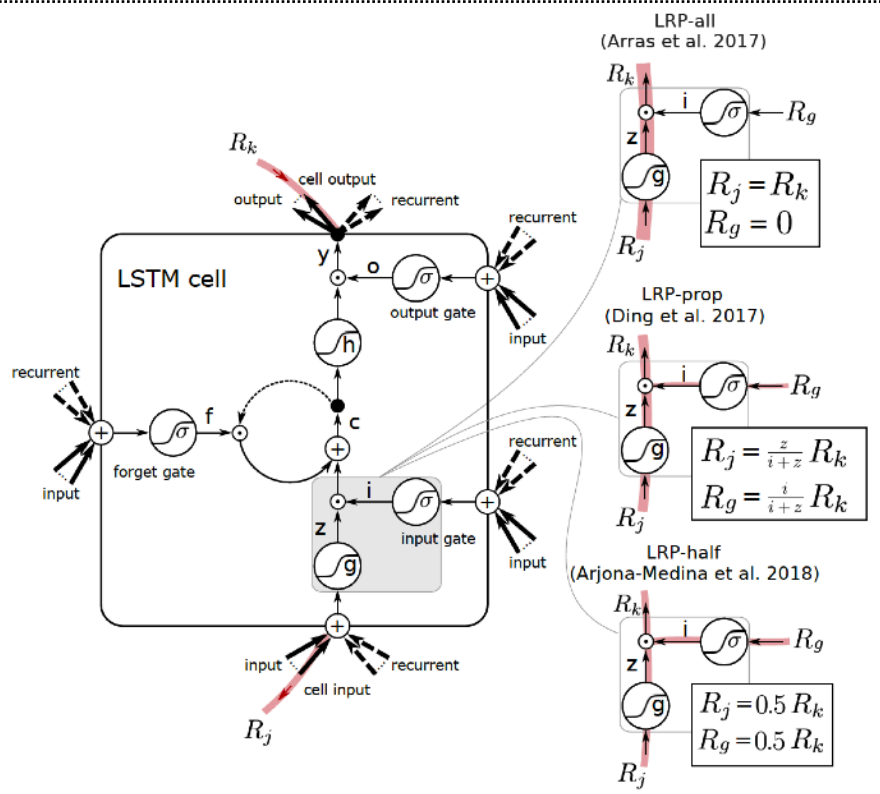 LRP-all
(Arras et al. 2017)
R_k
i
σ
R_g
z
g
R_j = R_k
R_g = 0
R_j
R_k
cell output
output
recurrent
y
recurrent
LSTM cell
o
σ
+
output gate
input
h
LRP-prop
(Ding et al. 2017)
R_k
i
σ
R_g
z
g
R_j = z/(i+z) R_k
R_g = i/(i+z) R_k
R_j
recurrent
+
σ
f
c
+
forget gate
input
recurrent
i
σ
+
z
input gate
input
g
LRP-half
(Arjona-Medina et al. 2018)
R_k
i
σ
R_g
z
g
R_j = 0.5 R_k
R_g = 0.5 R_k
R_j
+
input
recurrent
cell input
R_j